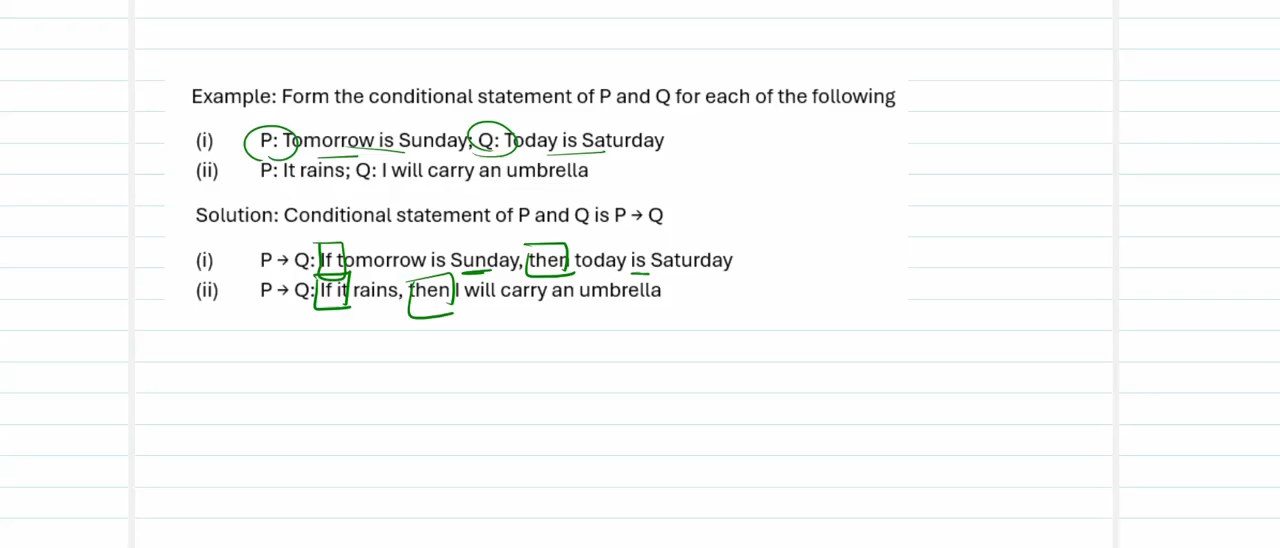 Example: Form the conditional statement of P and Q for each of the following
(i) P: Tomorrow is Sunday; Q: Today is Saturday
(ii) P: It rains; Q: I will carry an umbrella
Solution: Conditional statement of P and Q is P → Q
(i) P → Q: If tomorrow is Sunday, then today is Saturday
(ii) P → Q: If it rains, then I will carry an umbrella